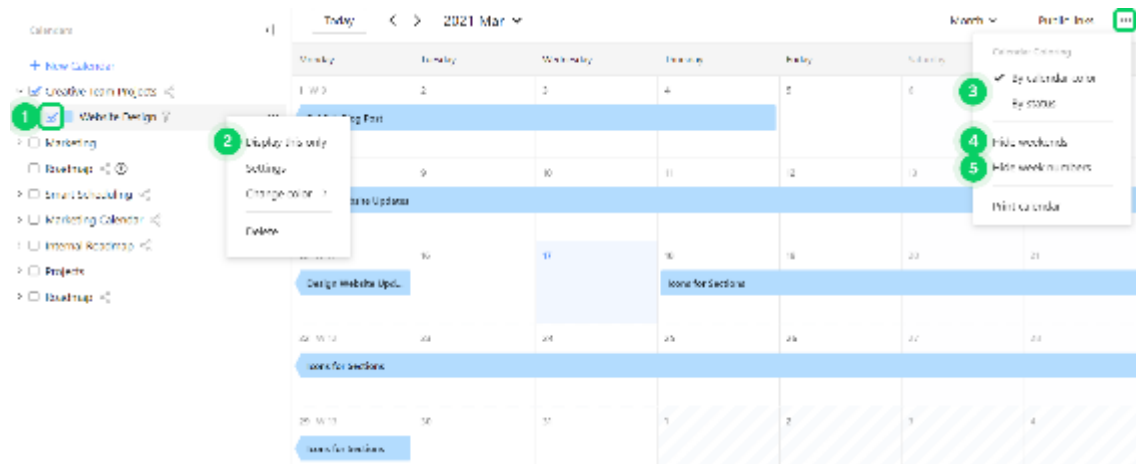 Calendars
Today < > 2021 Mar
Month Public links ...
+ New Calendar
Creative Team Projects
1 Website Design
Marketing
Roadmap
Smart Scheduling
Marketing Calendar
Internal Roadmap
Projects
Roadmap
2 Display this only
Settings
Change color
Delete
Monday Tuesday Wednesday Thursday Friday Saturday
Calendar Coloring
3 By calendar color
By status
4 Hide weekends
5 Hide week numbers
Print calendar
1 W 9 2 3 4 5 6
Blog Post
9 10 11 12 13
Website Updates
16 17 18 19 20 21
Design Website Upd...
Icons for Sections
22 W 12 23 24 25 26 27 28
Icons for Sections
29 W 13 30 31 1 2 3 4
Icons for Sections